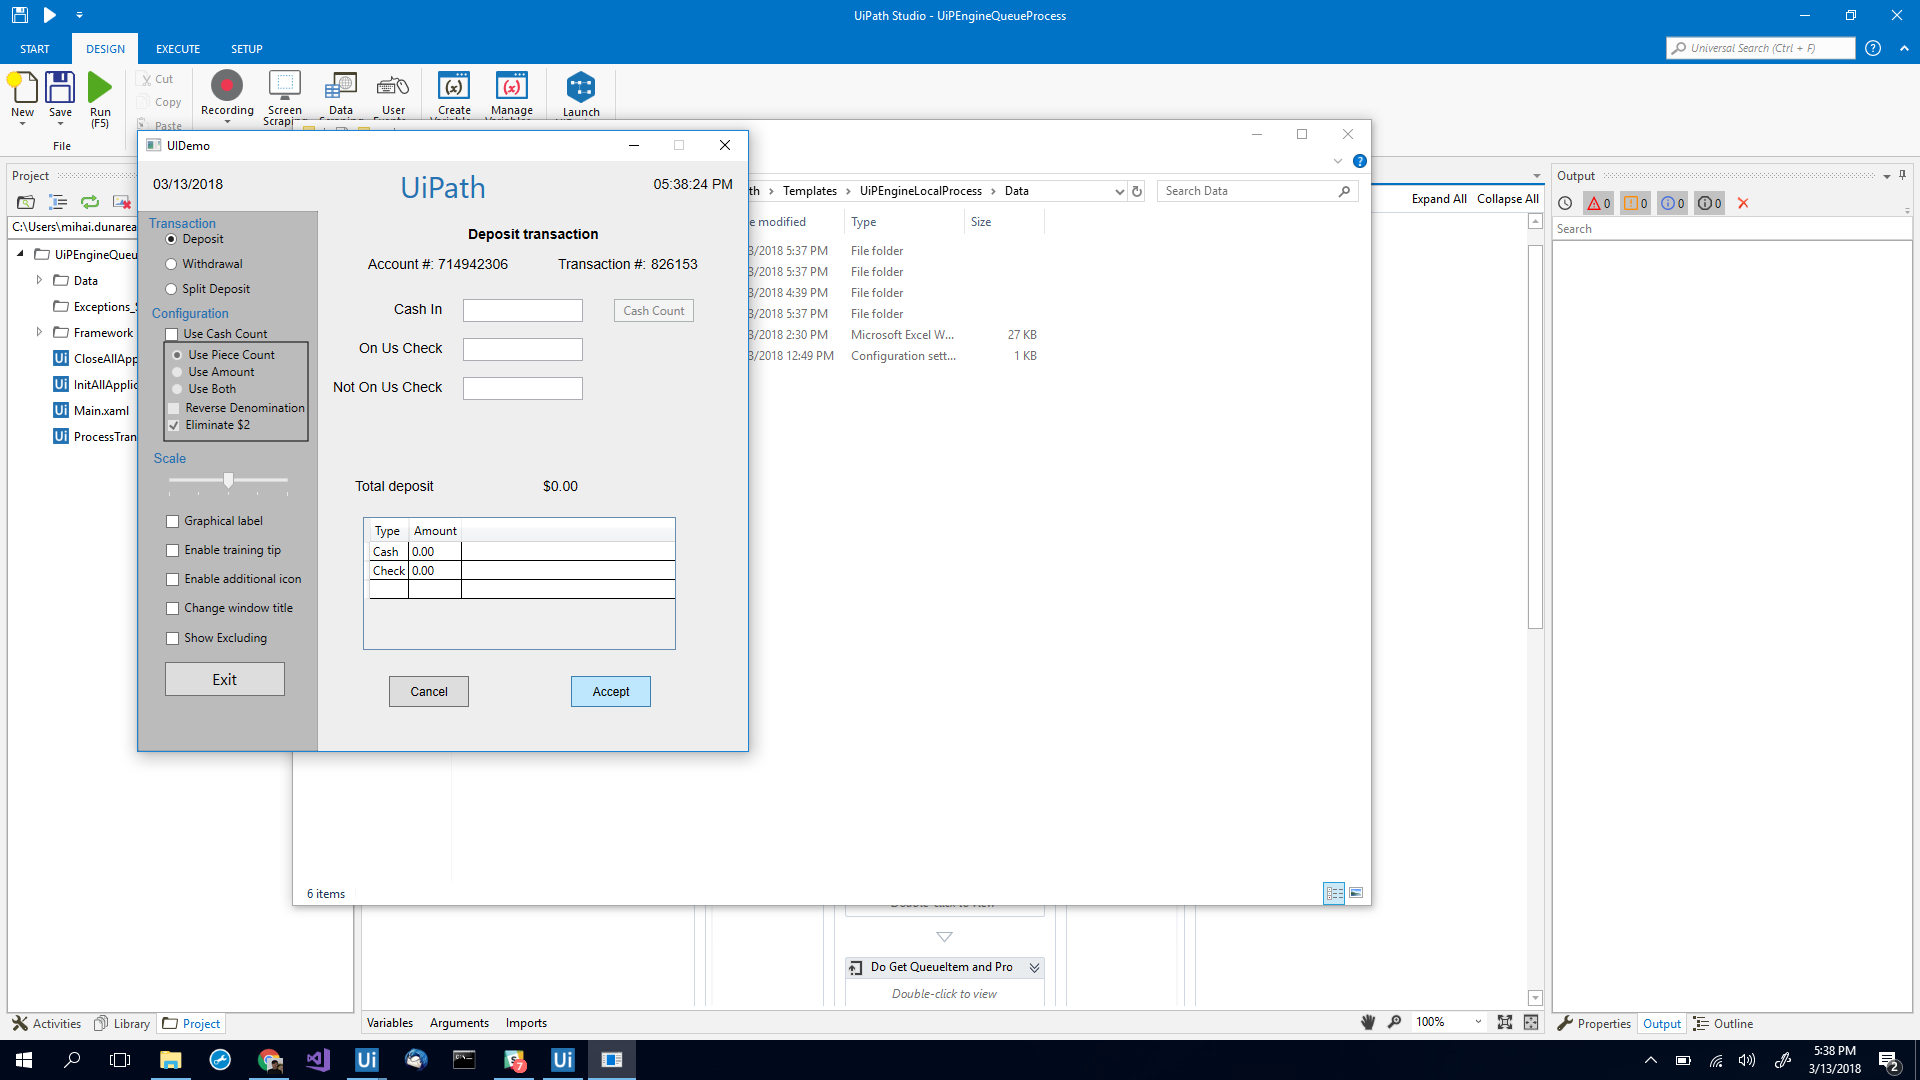 UiPath Studio - UiPEngineQueueProcess
START DESIGN EXECUTE SETUP
Universal Search (Ctrl + F)
New Save Run (F5) Cut Copy Paste Recording Screen Scraping Data User Create Manage Launch
File
UIDemo
03/13/2018 UiPath 05:38:24 PM
Transaction
Deposit
Withdrawal
Split Deposit
Configuration
Use Cash Count
Use Piece Count
Use Amount
Use Both
Reverse Denomination
Eliminate $2
Scale
Graphical label
Enable training tip
Enable additional icon
Change window title
Show Excluding
Exit
Deposit transaction
Account #: 714942306 Transaction #: 826153
Cash In Cash Count
On Us Check
Not On Us Check
Total deposit $0.00
Type Amount
Cash 0.00
Check 0.00
Cancel Accept
Project
C:\Users\mihai.dunarea
UiPEngineQueu
Data
Exceptions_
Framework
CloseAllApp
InitAllApplic
Main.xaml
ProcessTran
th Templates UiPEngineLocalProcess Data Search Data
e modified Type Size
3/2018 5:37 PM File folder
3/2018 5:37 PM File folder
3/2018 4:39 PM File folder
3/2018 5:37 PM File folder
3/2018 2:30 PM Microsoft Excel W... 27 KB
3/2018 12:49 PM Configuration sett... 1 KB
6 items
Expand All Collapse All
Output
0 0 0 0
Search
Do Get QueueItem and Pro
Double-click to view
Activities Library Project
Variables Arguments Imports 100%
Properties Output Outline
5:38 PM
3/13/2018
7
2